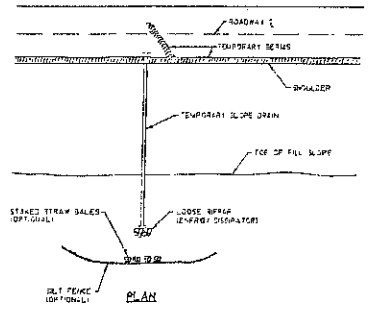 ROADWAY ℄
TEMPORARY BERMS
SHOULDER
TEMPORARY SLOPE DRAIN
TOE OF FILL SLOPE
STAKED STRAW BALES
(OPTIONAL)
LOOSE RIPRAP
(ENERGY DISSIPATOR)
SILT FENCE
(OPTIONAL)
PLAN